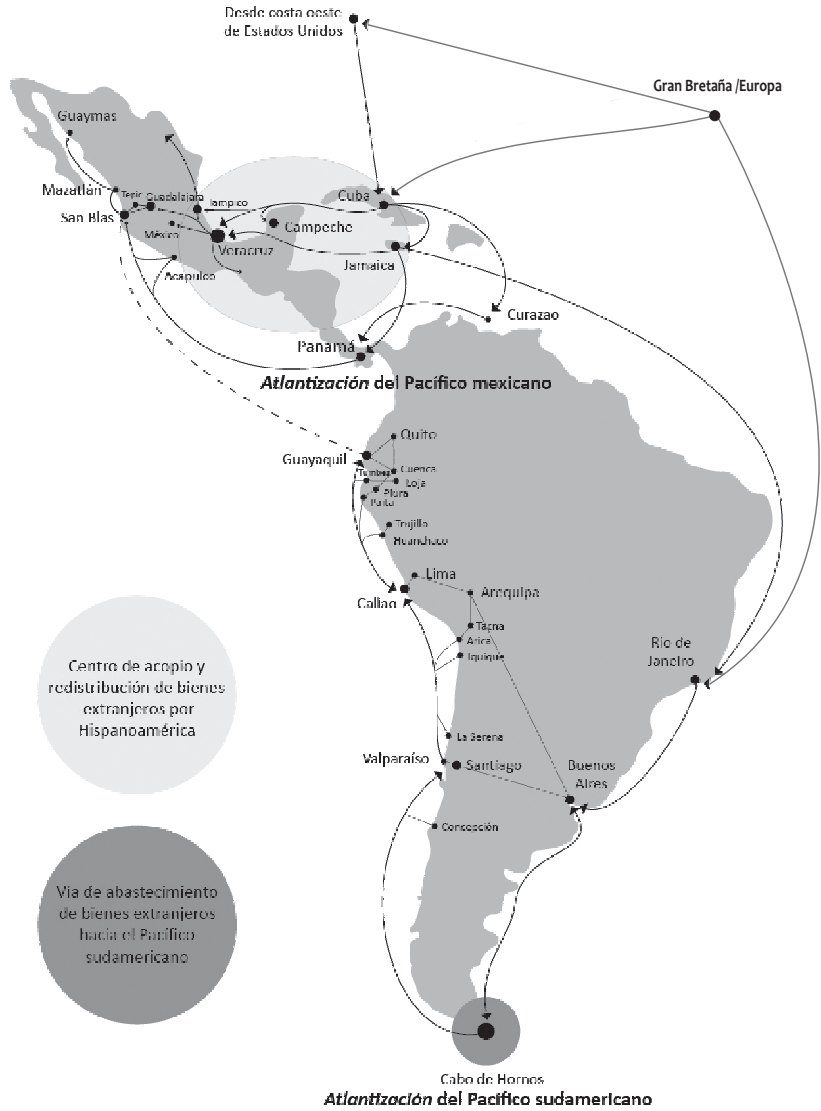 Desde costa oeste
de Estados Unidos
Gran Bretaña /Europa
Guaymas
Mazatlán
Tepic
Guadalajara
Tampico
San Blas
México
Veracruz
Acapulco
Cuba
Campeche
Jamaica
Curazao
Panamá
Atlantización del Pacífico mexicano
Quito
Guayaquil
Cuenca
Tumbez
Loja
Piura
Paita
Trujillo
Huanchaco
Lima
Callao
Arequipa
Tacna
Arica
Iquique
Río de
Janeiro
Centro de acopio y
redistribución de bienes
extranjeros por
Hispanoamérica
La Serena
Valparaíso
Santiago
Buenos
Aires
Concepción
Vía de abastecimiento
de bienes extranjeros
hacia el Pacífico
sudamericano
Cabo de Hornos
Atlantización del Pacífico sudamericano